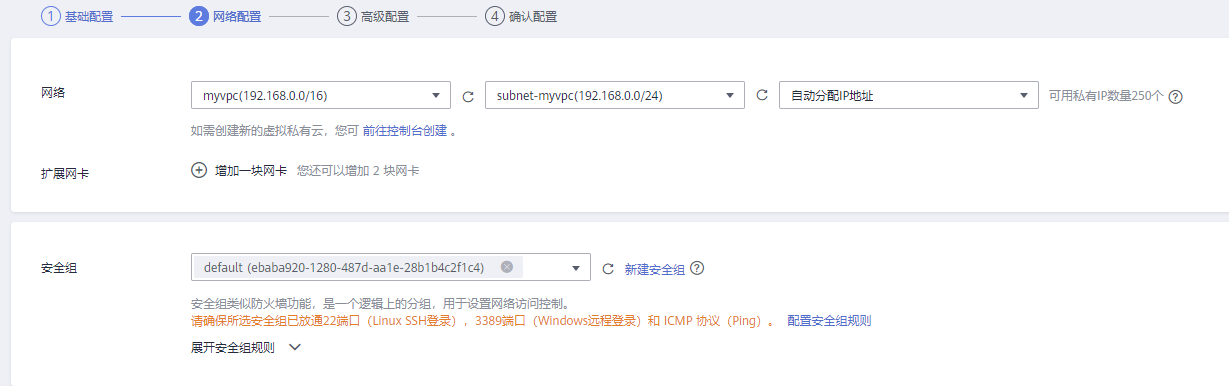 1 基础配置 2 网络配置 3 高级配置 4 确认配置
网络 myvpc(192.168.0.0/16) subnet-myvpc(192.168.0.0/24) 自动分配IP地址 可用私有IP数量250个
如需创建新的虚拟私有云，您可 前往控制台创建 。
扩展网卡 增加一块网卡 您还可以增加 2 块网卡
安全组 default (ebaba920-1280-487d-aa1e-28b1b4c2f1c4) 新建安全组
安全组类似防火墙功能，是一个逻辑上的分组，用于设置网络访问控制。
请确保所选安全组已放通22端口（Linux SSH登录），3389端口（Windows远程登录）和 ICMP 协议（Ping）。 配置安全组规则
展开安全组规则